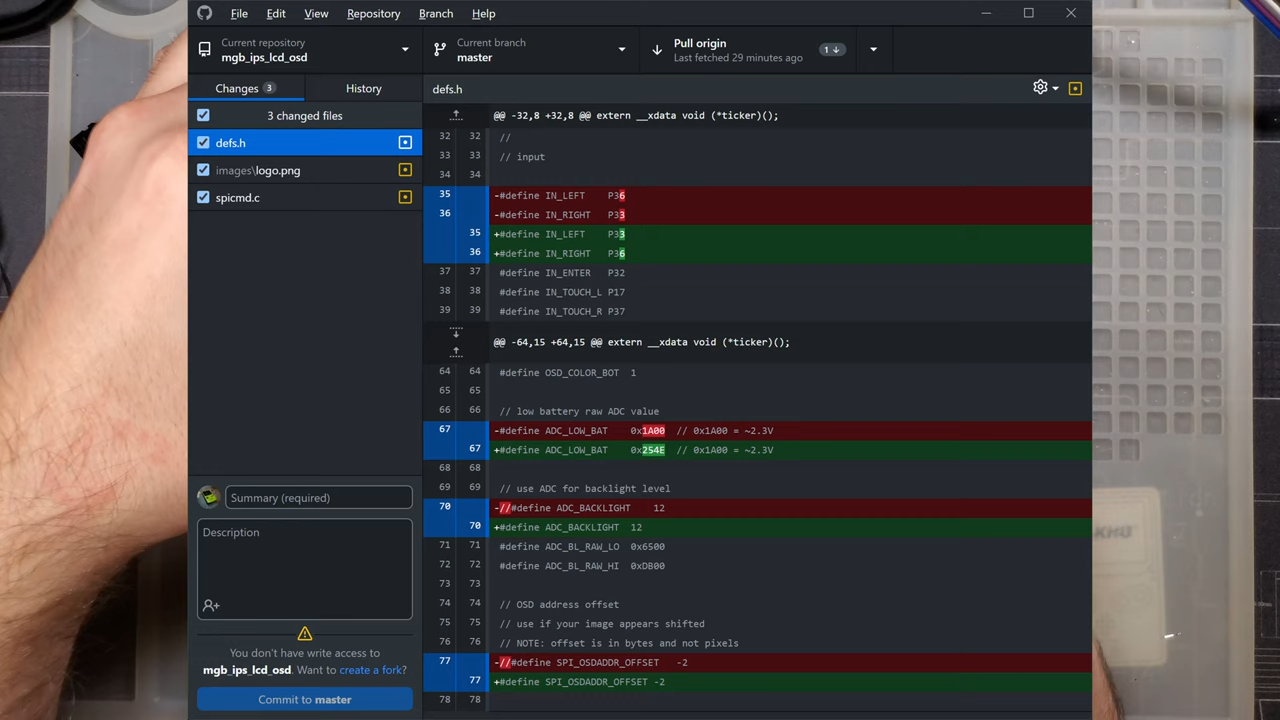 File Edit View Repository Branch Help
Current repository
mgb_ips_lcd_osd
Current branch
master
Pull origin
Last fetched 29 minutes ago
1
Changes 3
History
3 changed files
defs.h
images\logo.png
spicmd.c
Summary (required)
Description
You don't have write access to
mgb_ips_lcd_osd. Want to create a fork?
Commit to master
defs.h
@@ -32,8 +32,8 @@ extern __xdata void (*ticker)();
32 32 //
33 33 // input
34 34
35 -#define IN_LEFT P36
36 -#define IN_RIGHT P33
35 +#define IN_LEFT P33
36 +#define IN_RIGHT P36
37 37 #define IN_ENTER P32
38 38 #define IN_TOUCH_L P17
39 39 #define IN_TOUCH_R P37
@@ -64,15 +64,15 @@ extern __xdata void (*ticker)();
64 64 #define OSD_COLOR_BOT 1
65 65
66 66 // low battery raw ADC value
67 -#define ADC_LOW_BAT 0x1A00 // 0x1A00 = ~2.3V
67 +#define ADC_LOW_BAT 0x254E // 0x1A00 = ~2.3V
68 68
69 69 // use ADC for backlight level
70 -//#define ADC_BACKLIGHT 12
70 +#define ADC_BACKLIGHT 12
71 71 #define ADC_BL_RAW_LO 0x6500
72 72 #define ADC_BL_RAW_HI 0xDB00
73 73
74 74 // OSD address offset
75 75 // use if your image appears shifted
76 76 // NOTE: offset is in bytes and not pixels
77 -//#define SPI_OSDADDR_OFFSET -2
77 +#define SPI_OSDADDR_OFFSET -2
78 78